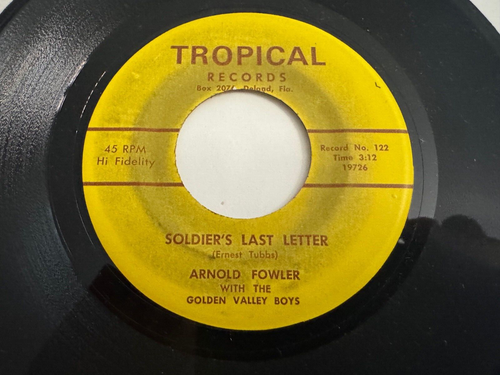 TROPICAL
RECORDS
Box 207, Deland, Fla.
45 RPM
Hi Fidelity
Record No. 122
Time 3:12
19726
SOLDIER'S LAST LETTER
(Ernest Tubbs)
ARNOLD FOWLER
WITH THE
GOLDEN VALLEY BOYS